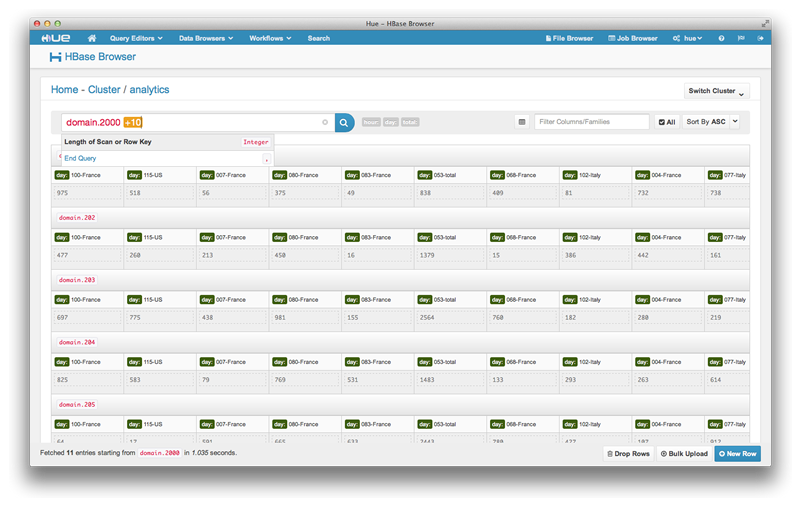 Hue – HBase Browser
HUE Query Editors Data Browsers Workflows Search File Browser Job Browser hue
HBase Browser
Home - Cluster / analytics Switch Cluster
domain.2000 +10 hour: day: total: Filter Columns/Families All Sort By ASC
Length of Scan or Row Key Integer
End Query ,
day: 100-France day: 115-US day: 007-France day: 080-France day: 083-France day: 053-total day: 068-France day: 102-Italy day: 004-France day: 077-Italy
975 518 56 375 49 838 409 81 732 738
domain.202
day: 100-France day: 115-US day: 007-France day: 080-France day: 083-France day: 053-total day: 068-France day: 102-Italy day: 004-France day: 077-Italy
477 260 213 450 16 1379 15 386 442 161
domain.203
day: 100-France day: 115-US day: 007-France day: 080-France day: 083-France day: 053-total day: 068-France day: 102-Italy day: 004-France day: 077-Italy
697 775 438 981 155 2564 760 182 280 219
domain.204
day: 100-France day: 115-US day: 007-France day: 080-France day: 083-France day: 053-total day: 068-France day: 102-Italy day: 004-France day: 077-Italy
825 583 79 769 531 1483 133 293 263 614
domain.205
day: 100-France day: 115-US day: 007-France day: 080-France day: 083-France day: 053-total day: 068-France day: 102-Italy day: 004-France day: 077-Italy
Fetched 11 entries starting from domain.2000 in 1.035 seconds. Drop Rows Bulk Upload New Row